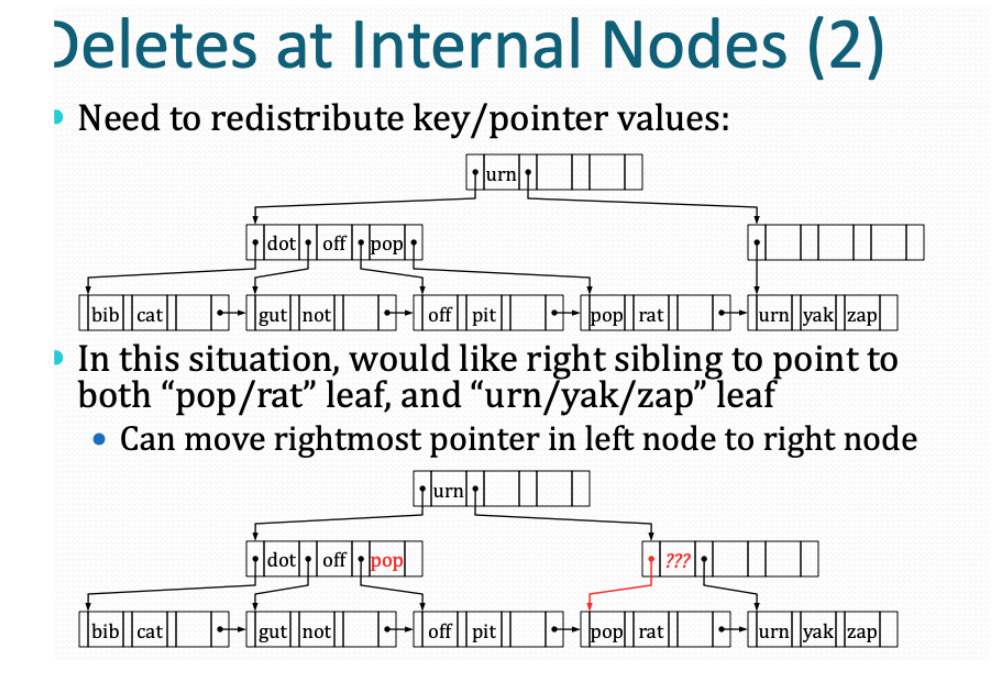 Deletes at Internal Nodes (2)
Need to redistribute key/pointer values:
urn
dot off pop
bib cat gut not off pit pop rat urn yak zap
In this situation, would like right sibling to point to
both “pop/rat” leaf, and “urn/yak/zap” leaf
Can move rightmost pointer in left node to right node
urn
dot off pop ???
bib cat gut not off pit pop rat urn yak zap